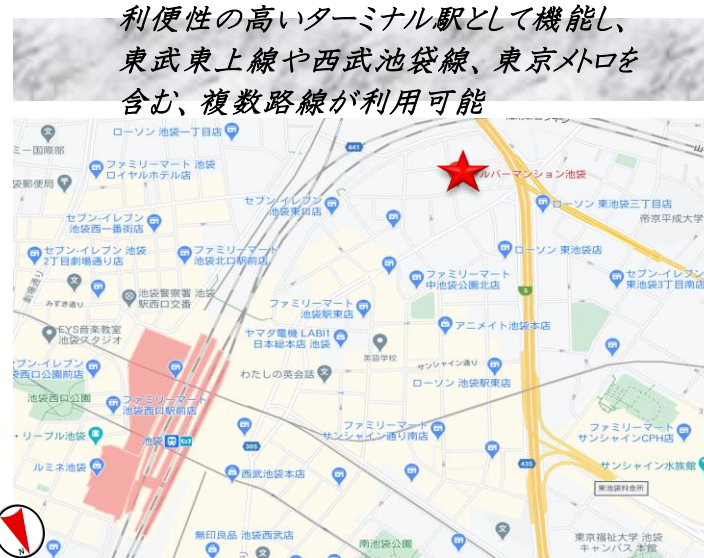 利便性の高いターミナル駅として機能し、
東武東上線や西武池袋線、東京メトロを
含む、複数路線が利用可能
ローソン 池袋一丁目店
441
ミー国際部
ファミリーマート 池袋
ロイヤルホテル店
ルバーマンション池袋
袋郵便局
セブン-イレブン
池袋東口店
ローソン 東池袋三丁目店
セブン-イレブン
池袋西一番街店
帝京平成大学
セブン-イレブン 池袋
2丁目劇場通り店
ファミリーマート
池袋北口駅前店
ローソン 東池袋店
劇場通り
ファミリーマート
中池袋公園北店
セブン-イレブン
東池袋3丁目南店
みずき通り
池袋警察署 池袋
駅西口交番
5
ファミリーマート
池袋駅東店
EYS音楽教室
池袋スタジオ
ヤマダ電機 LABI1
日本総本店 池袋
アニメイト池袋本店
英語学校
サンシャイン通り
ブン-イレブン
袋西口公園前店
わたしの英会話
ローソン 池袋駅東店
池袋西口公園
ファミリーマート
池袋西口駅前店
ファミリーマート
サンシャイン通り南店
ファミリーマート
サンシャインCPH店
・リーブル池袋
池袋
305
435
ルミネ池袋
西武池袋本店
サンシャイン水族館
東池袋料金所
無印良品 池袋西武店
南池袋公園
東京福祉大学 池袋
キャンパス 本館
N